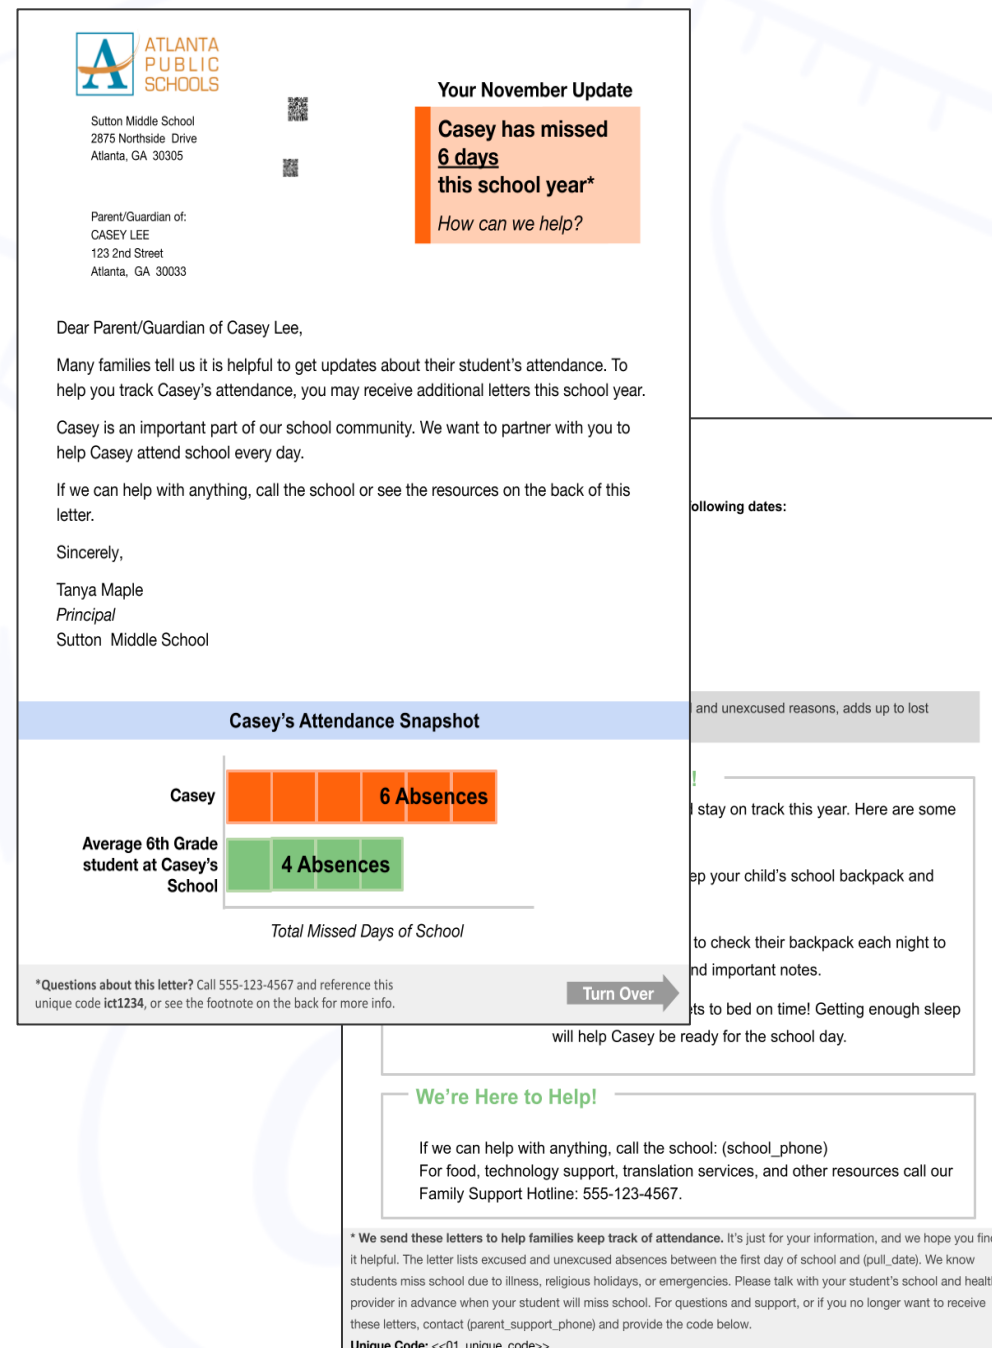 ATLANTA
PUBLIC
SCHOOLS
Sutton Middle School
2875 Northside Drive
Atlanta, GA 30305
Parent/Guardian of:
CASEY LEE
123 2nd Street
Atlanta, GA 30033
Your November Update
Casey has missed
6 days
this school year*
How can we help?
Dear Parent/Guardian of Casey Lee,
Many families tell us it is helpful to get updates about their student’s attendance. To
help you track Casey’s attendance, you may receive additional letters this school year.
Casey is an important part of our school community. We want to partner with you to
help Casey attend school every day.
If we can help with anything, call the school or see the resources on the back of this
letter.
Sincerely,
Tanya Maple
Principal
Sutton Middle School
Casey’s Attendance Snapshot
Casey
6 Absences
Average 6th Grade
student at Casey’s
School
4 Absences
Total Missed Days of School
*Questions about this letter? Call 555-123-4567 and reference this
unique code ict1234, or see the footnote on the back for more info.
Turn Over
ollowing dates:
and unexcused reasons, adds up to lost
!
stay on track this year. Here are some
ep your child’s school backpack and
to check their backpack each night to
nd important notes.
ets to bed on time! Getting enough sleep
will help Casey be ready for the school day.
We’re Here to Help!
If we can help with anything, call the school: (school_phone)
For food, technology support, translation services, and other resources call our
Family Support Hotline: 555-123-4567.
* We send these letters to help families keep track of attendance. It’s just for your information, and we hope you find
it helpful. The letter lists excused and unexcused absences between the first day of school and (pull_date). We know
students miss school due to illness, religious holidays, or emergencies. Please talk with your student’s school and healt
provider in advance when your student will miss school. For questions and support, or if you no longer want to receive
these letters, contact (parent_support_phone) and provide the code below.
Unique Code: <<01_unique_code>>